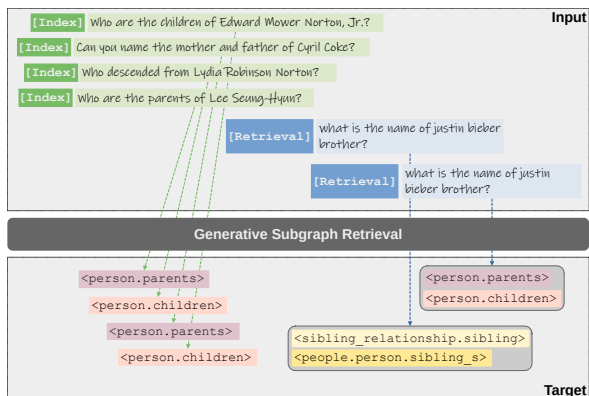 Input
[Index] Who are the children of Edward Mower Norton, Jr.?
[Index] Can you name the mother and father of Cyril Coke?
[Index] Who descended from Lydia Robinson Norton?
[Index] Who are the parents of Lee Seung-Hyun?
[Retrieval] what is the name of justin bieber
brother?
[Retrieval] what is the name of justin
bieber brother?
Generative Subgraph Retrieval
<person.parents>
<person.children>
<person.parents>
<person.children>
<person.parents>
<person.children>
<sibling_relationship.sibling>
<people.person.sibling_s>
Target